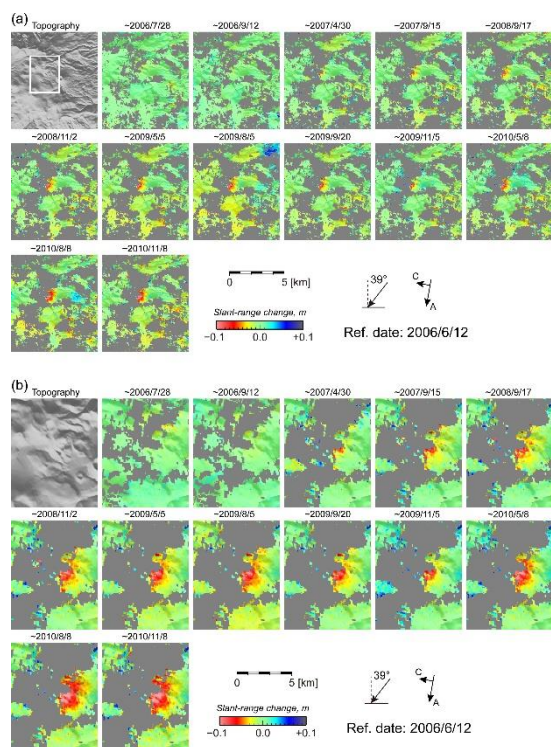 (a)
Topography ~2006/7/28 ~2006/9/12 ~2007/4/30 ~2007/9/15 ~2008/9/17
~2008/11/2 ~2009/5/5 ~2009/8/5 ~2009/9/20 ~2009/11/5 ~2010/5/8
~2010/8/8 ~2010/11/8
0 5 [km]
39° C A
Slant-range change, m
−0.1 0.0 +0.1
Ref. date: 2006/6/12
(b)
Topography ~2006/7/28 ~2006/9/12 ~2007/4/30 ~2007/9/15 ~2008/9/17
~2008/11/2 ~2009/5/5 ~2009/8/5 ~2009/9/20 ~2009/11/5 ~2010/5/8
~2010/8/8 ~2010/11/8
0 5 [km]
39° C A
Slant-range change, m
−0.1 0.0 +0.1
Ref. date: 2006/6/12